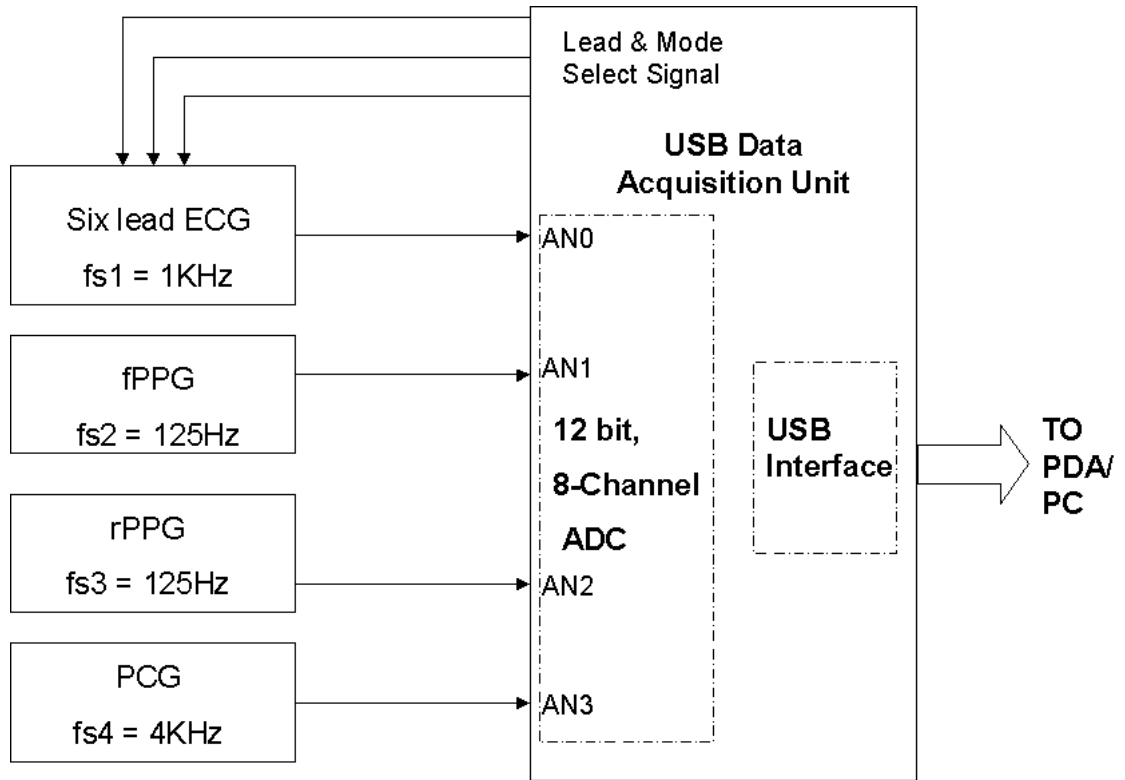 Lead & Mode
Select Signal
USB Data
Acquisition Unit
Six lead ECG
fs1 = 1KHz
AN0
fPPG
fs2 = 125Hz
AN1
12 bit,
8-Channel
ADC
USB
Interface
TO
PDA/
PC
rPPG
fs3 = 125Hz
AN2
PCG
fs4 = 4KHz
AN3